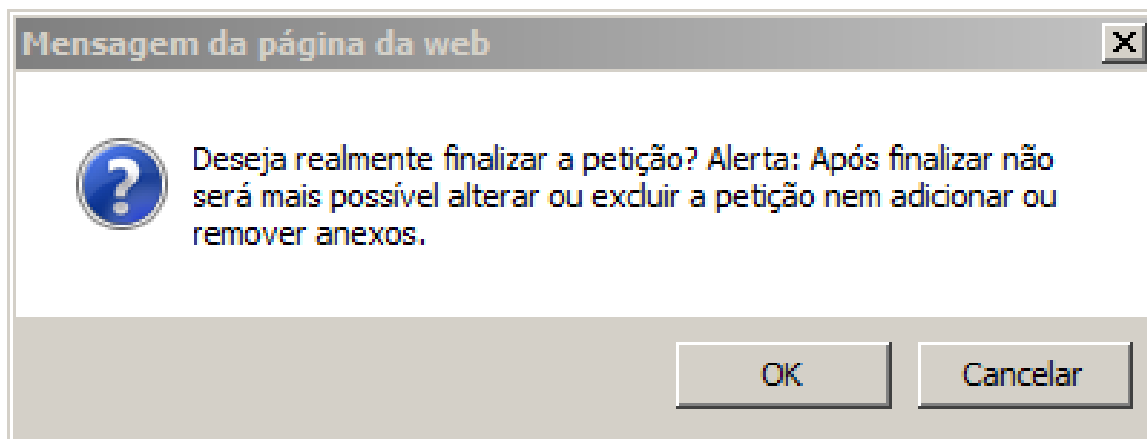 Mensagem da página da web
Deseja realmente finalizar a petição? Alerta: Após finalizar não
será mais possível alterar ou excluir a petição nem adicionar ou
remover anexos.
OK
Cancelar